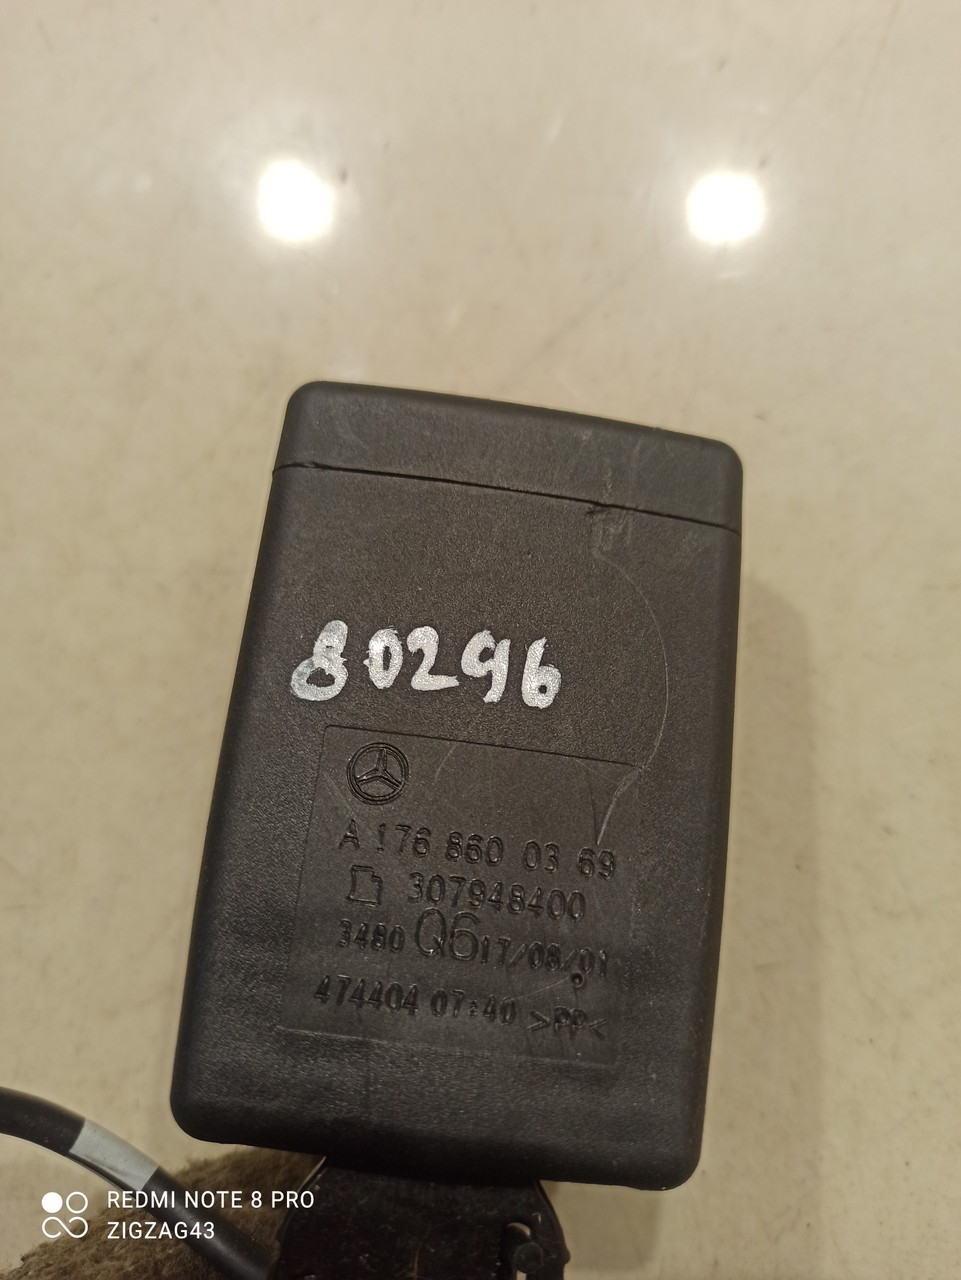 80296
A 176 860 03 69
307948400
3480 Q6 17/08/01
474404 07:40 >PP<
REDMI NOTE 8 PRO
ZIGZAG43